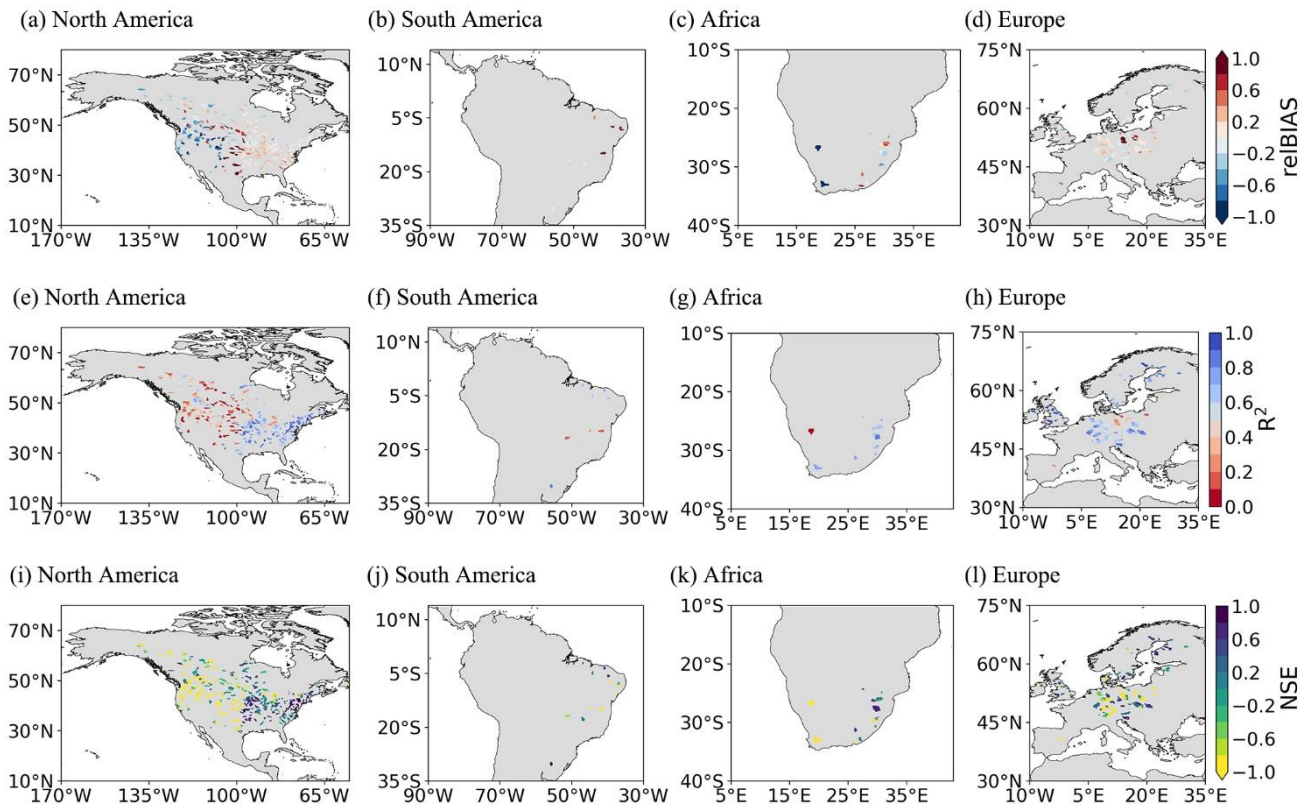 (a) North America
(b) South America
(c) Africa
(d) Europe
70°N
50°N
30°N
10°N
170°W 135°W 100°W 65°W
10°N
5°S
15°S
35°S
90°W 70°W 50°W 30°W
10°S
20°S
30°S
40°S
5°E 15°E 25°E 35°E
75°N
60°N
45°N
30°N
10°W 5°E 20°E 35°E
1.0
0.6
0.2
−0.2
−0.6
−1.0
relBIAS
(e) North America
(f) South America
(g) Africa
(h) Europe
70°N
50°N
30°N
10°N
170°W 135°W 100°W 65°W
10°N
5°S
15°S
35°S
90°W 70°W 50°W 30°W
10°S
20°S
30°S
40°S
5°E 15°E 25°E 35°E
75°N
60°N
45°N
30°N
10°W 5°E 20°E 35°E
1.0
0.8
0.6
0.4
0.2
0.0
R²
(i) North America
(j) South America
(k) Africa
(l) Europe
70°N
50°N
30°N
10°N
170°W 135°W 100°W 65°W
10°N
5°S
15°S
35°S
90°W 70°W 50°W 30°W
10°S
20°S
30°S
40°S
5°E 15°E 25°E 35°E
75°N
60°N
45°N
30°N
10°W 5°E 20°E 35°E
1.0
0.6
0.2
−0.2
−0.6
−1.0
NSE